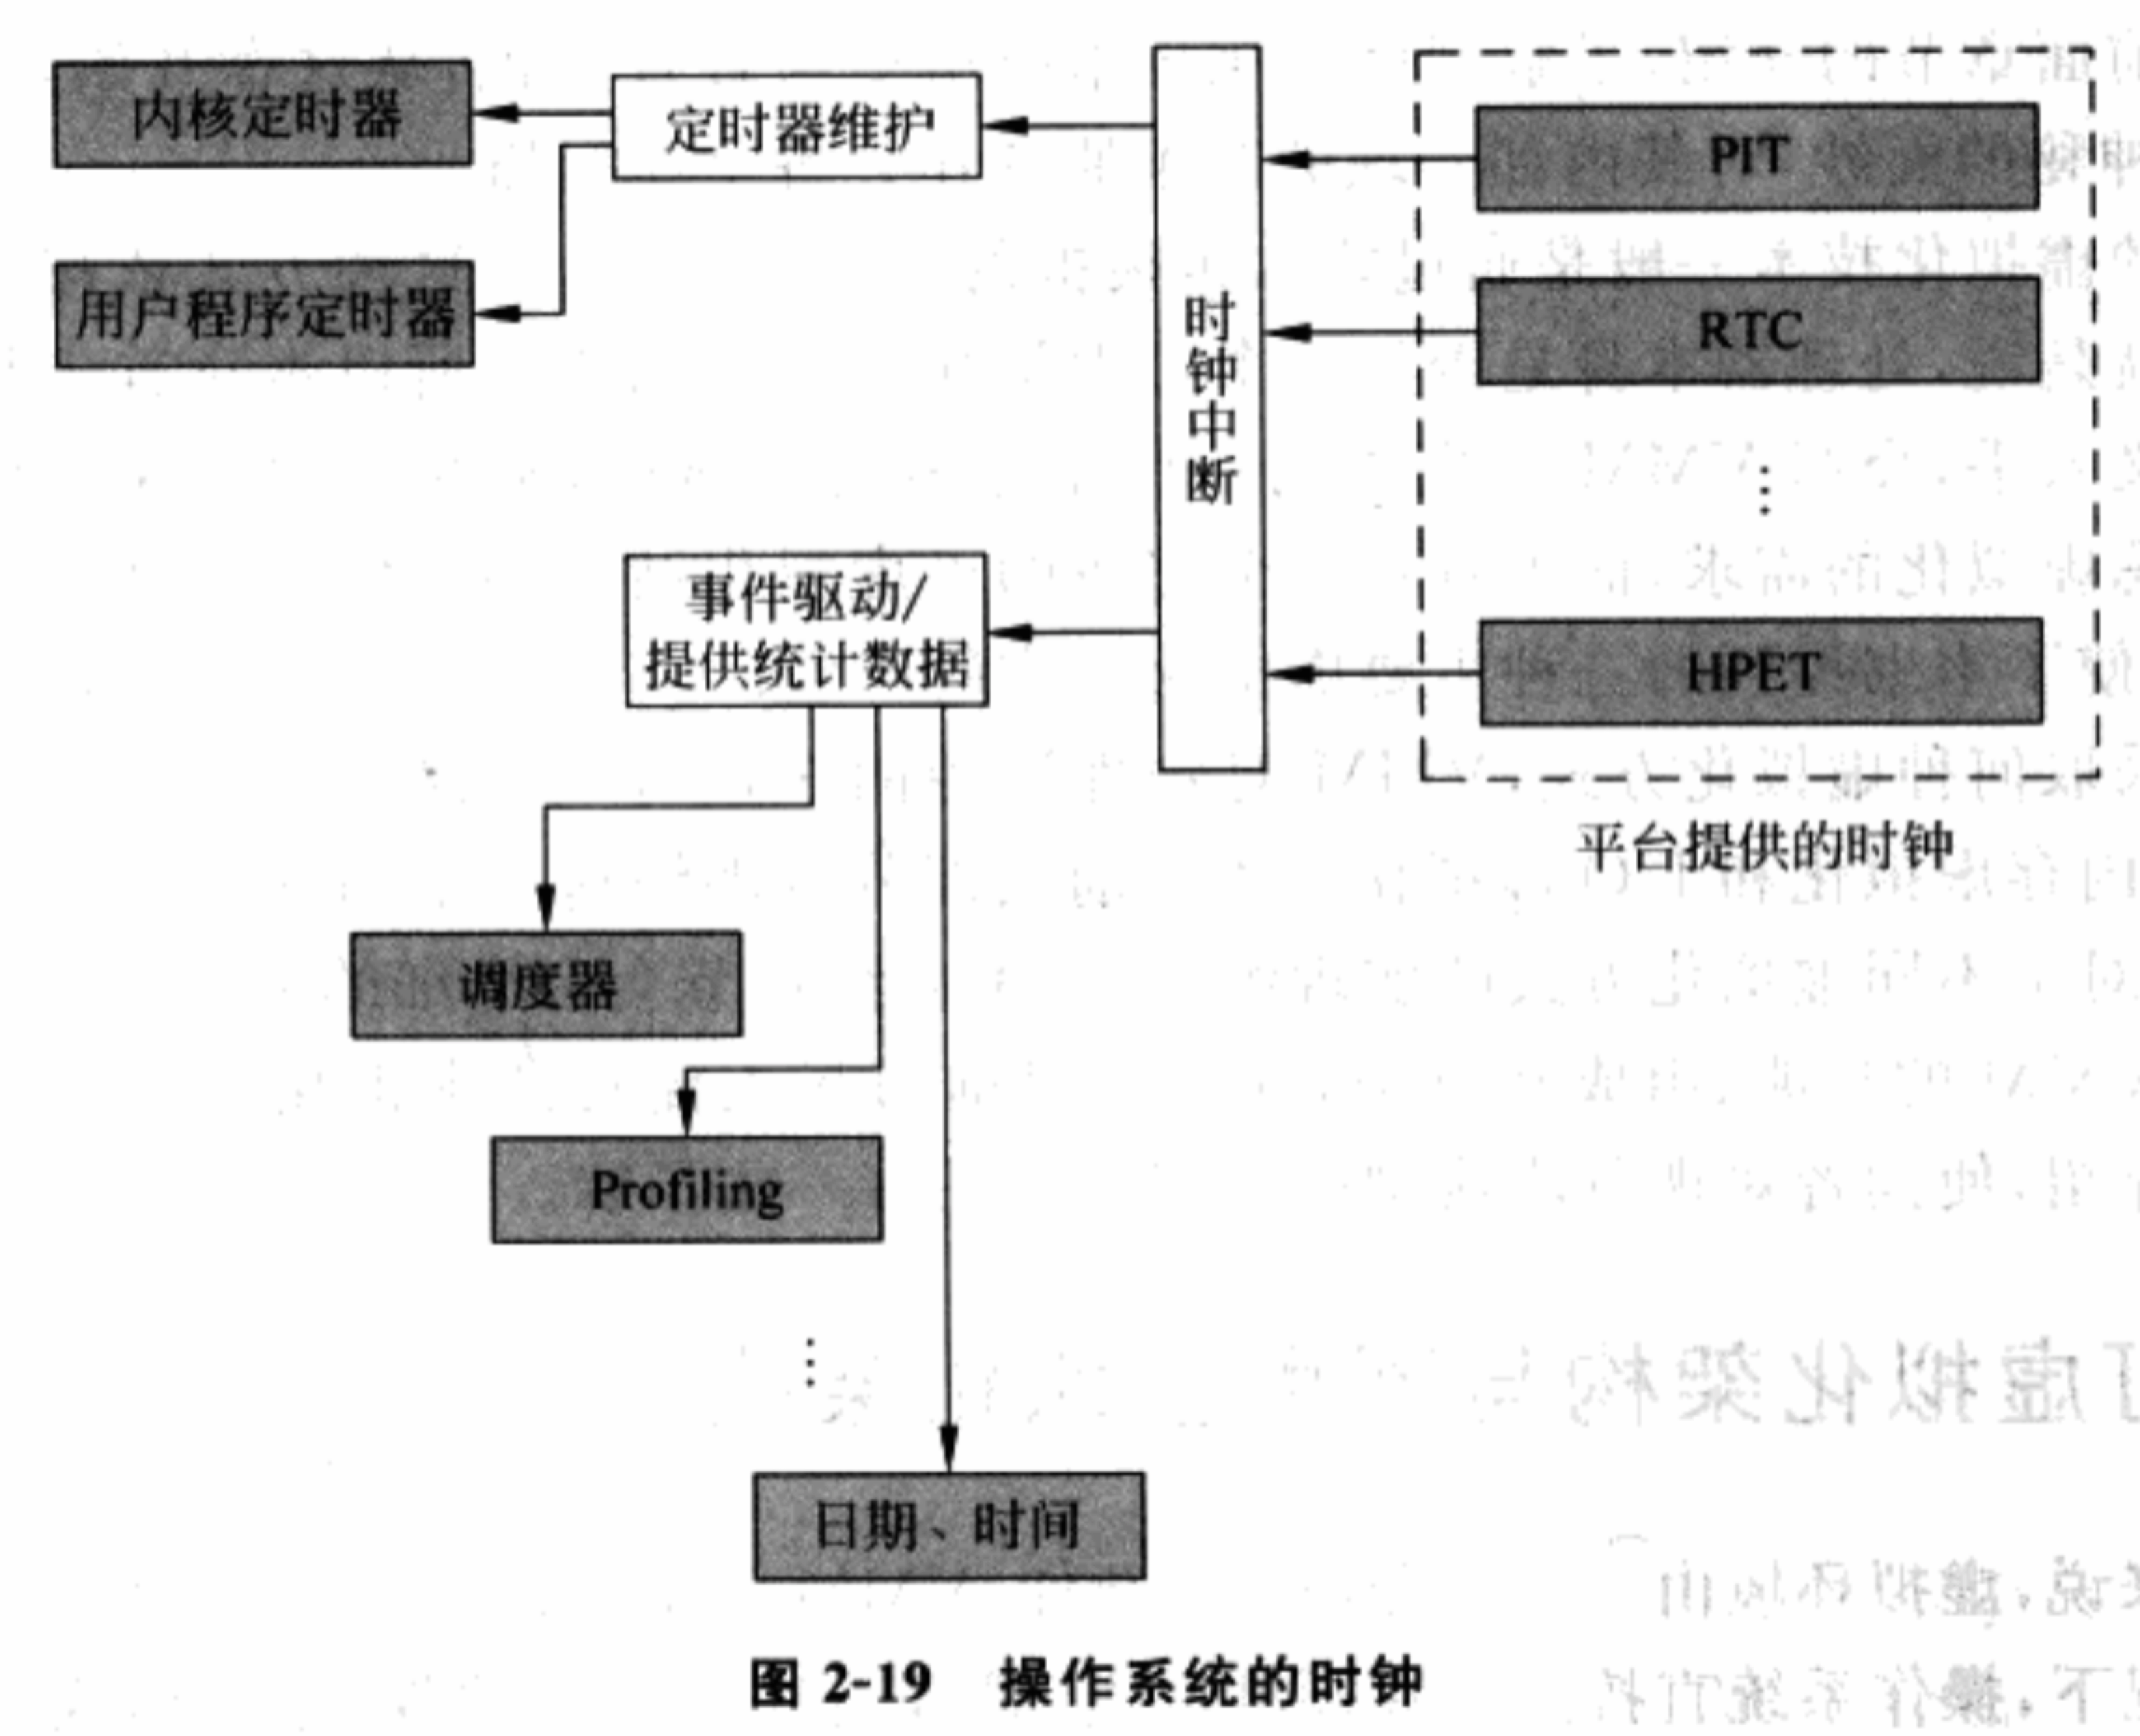 内核定时器
定时器维护
PIT
用户程序定时器
RTC
时钟中断
⋮
事件驱动/
提供统计数据
HPET
平台提供的时钟
调度器
Profiling
⋮
日期、时间
图 2-19 操作系统的时钟